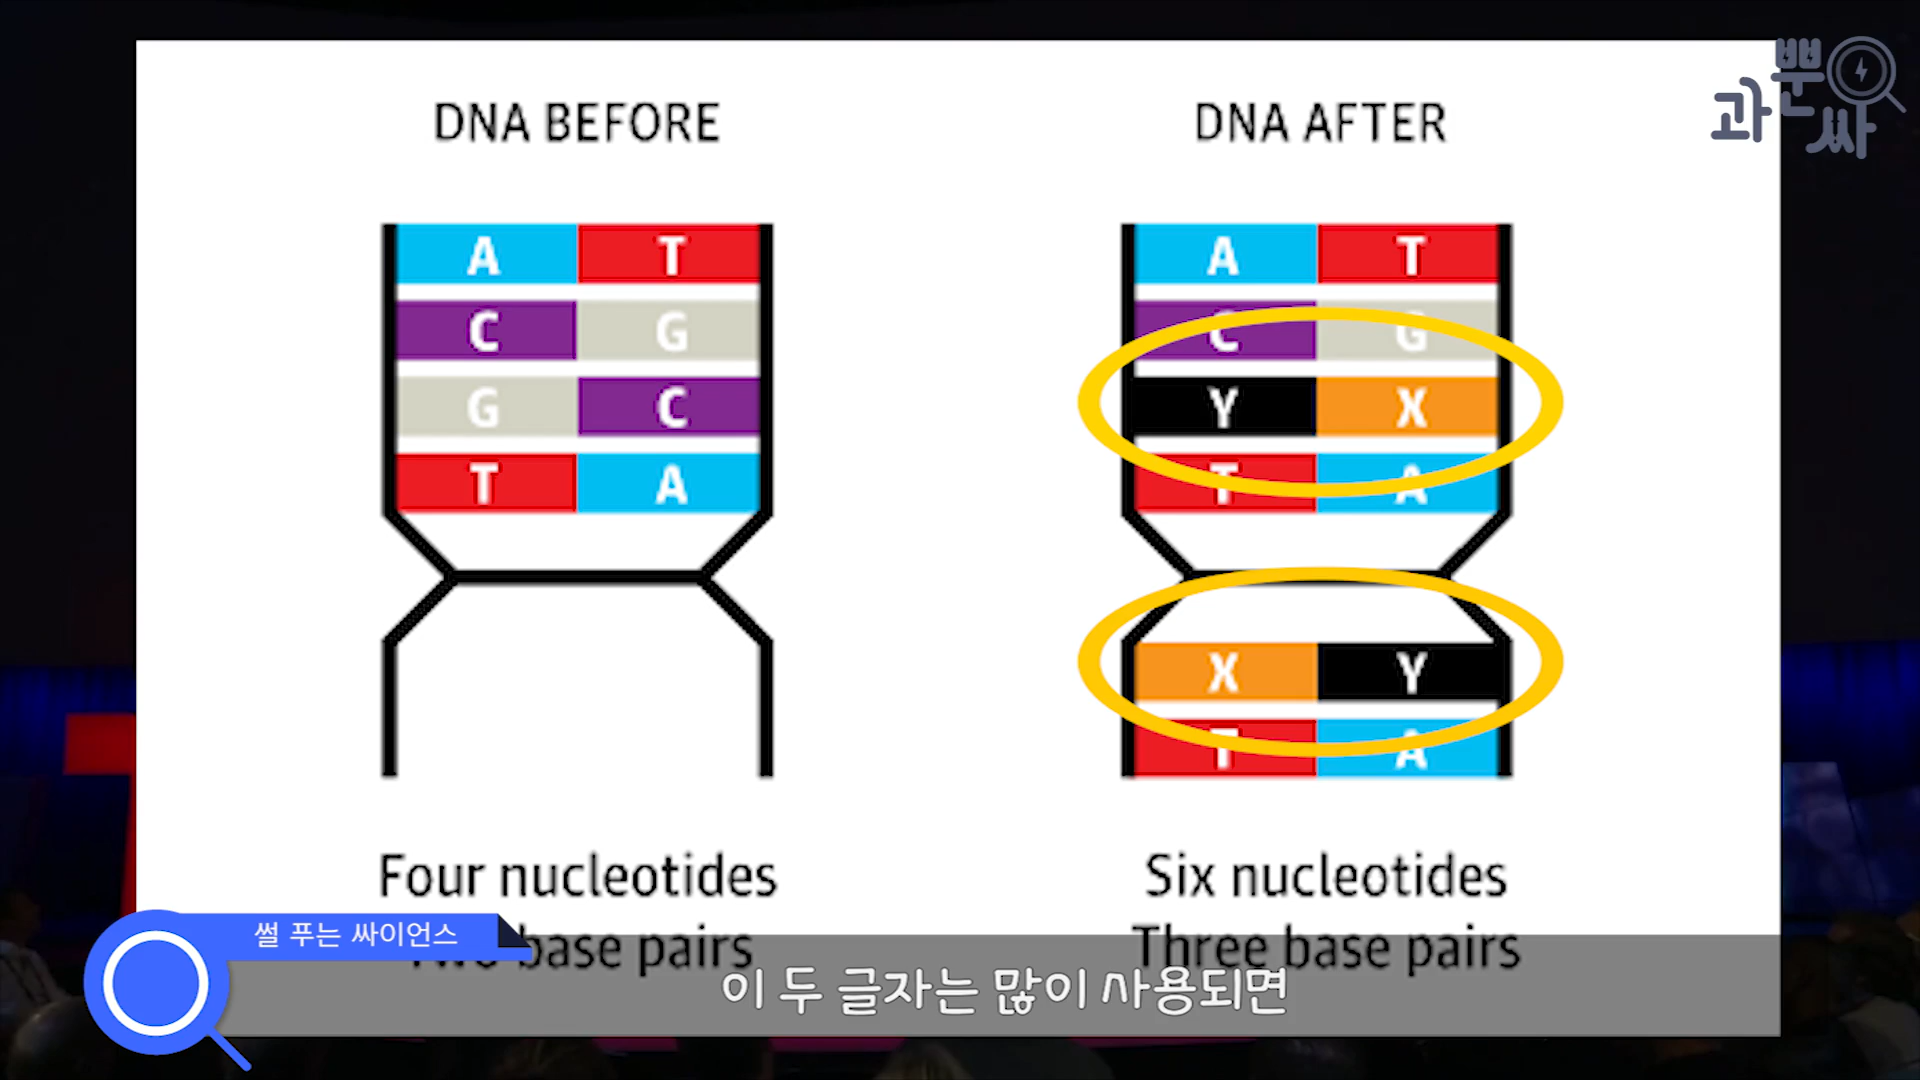 과뿐싸
DNA BEFORE
DNA AFTER
A T
C G
G C
T A
A T
C G
Y X
T A
X Y
T A
Four nucleotides
Two base pairs
Six nucleotides
Three base pairs
썰 푸는 싸이언스
이 두 글자는 많이 사용되면